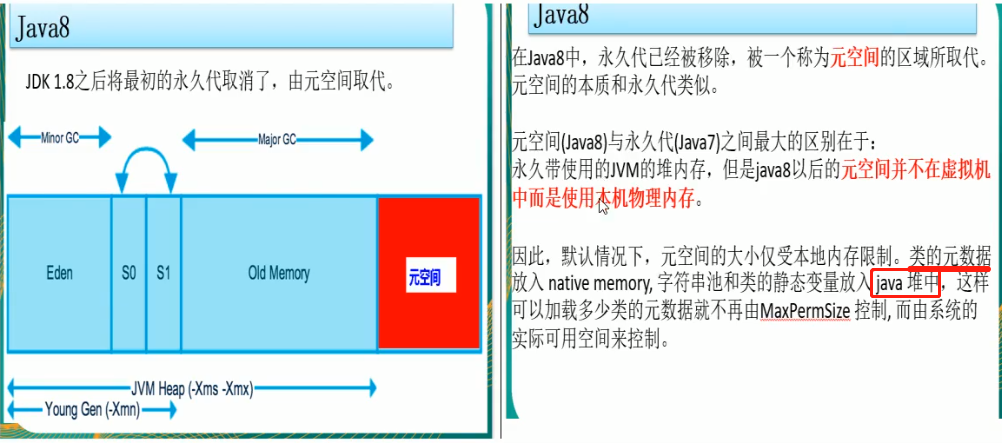 Java8
JDK 1.8之后将最初的永久代取消了，由元空间取代。
Minor GC
Major GC
Eden
S0
S1
Old Memory
元空间
JVM Heap (-Xms -Xmx)
Young Gen (-Xmn)
Java8
在Java8中，永久代已经被移除，被一个称为元空间的区域所取代。
元空间的本质和永久代类似。
元空间(Java8)与永久代(Java7)之间最大的区别在于：
永久带使用的JVM的堆内存，但是java8以后的元空间并不在虚拟机
中而是使用本机物理内存。
因此，默认情况下，元空间的大小仅受本地内存限制。类的元数据
放入 native memory, 字符串池和类的静态变量放入 java 堆中，这样
可以加载多少类的元数据就不再由MaxPermSize 控制, 而由系统的
实际可用空间来控制。